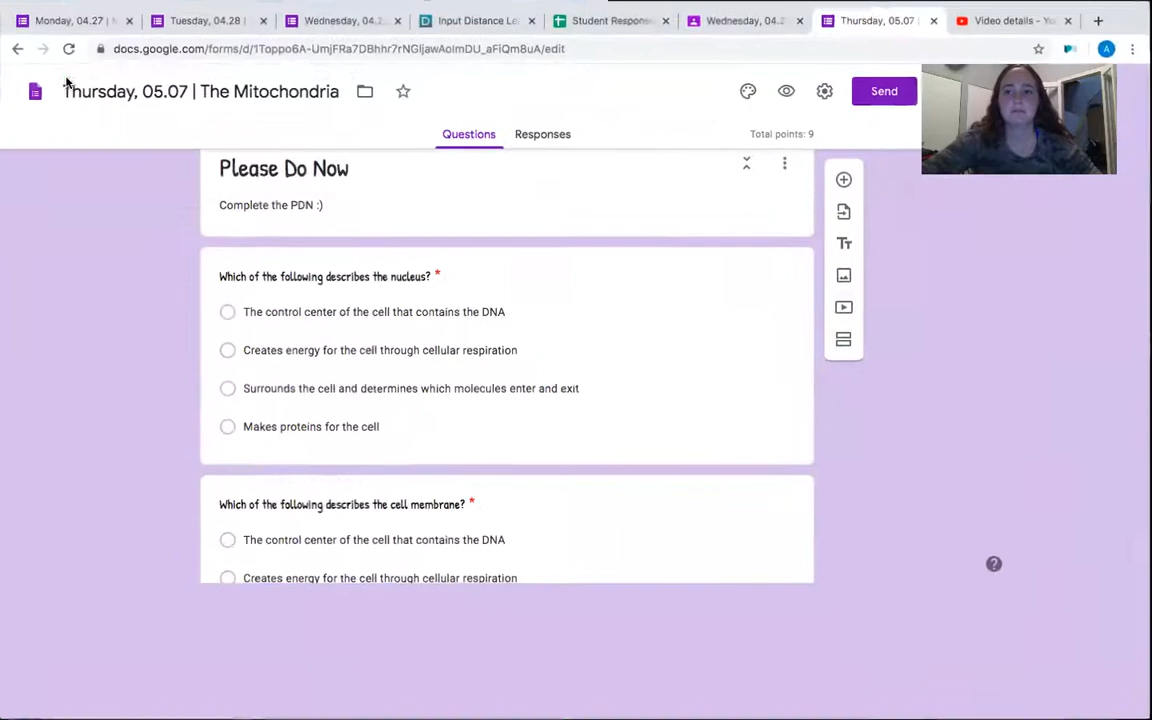 Monday, 04.27 | M
Tuesday, 04.28 |
Wednesday, 04.2
Input Distance Le
Student Respons
Wednesday, 04.2
Thursday, 05.07 |
Video details - Yo
docs.google.com/forms/d/1Toppo6A-UmjFRa7DBhhr7rNGljawAoImDU_aFiQm8uA/edit
A
Thursday, 05.07 | The Mitochondria
Send
Questions
Responses
Total points: 9
Please Do Now
Complete the PDN :)
Tт
Which of the following describes the nucleus? *
The control center of the cell that contains the DNA
Creates energy for the cell through cellular respiration
Surrounds the cell and determines which molecules enter and exit
Makes proteins for the cell
Which of the following describes the cell membrane? *
The control center of the cell that contains the DNA
Creates energy for the cell through cellular respiration
?